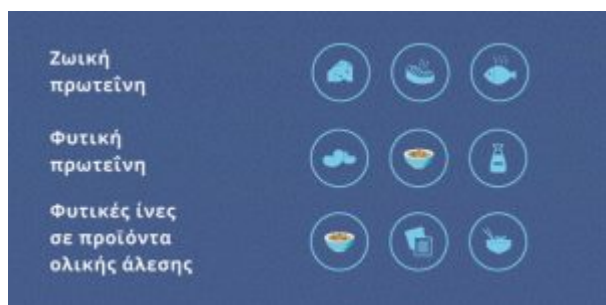 Ζωική
πρωτεΐνη
Φυτική
πρωτεΐνη
Φυτικές ίνες
σε προϊόντα
ολικής άλεσης